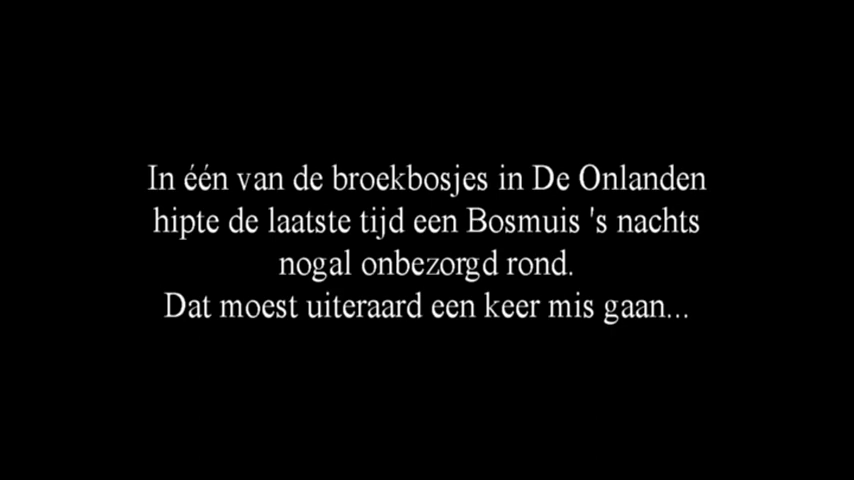 In één van de broekbosjes in De Onlanden
hipte de laatste tijd een Bosmuis 's nachts
nogal onbezorgd rond.
Dat moest uiteraard een keer mis gaan...